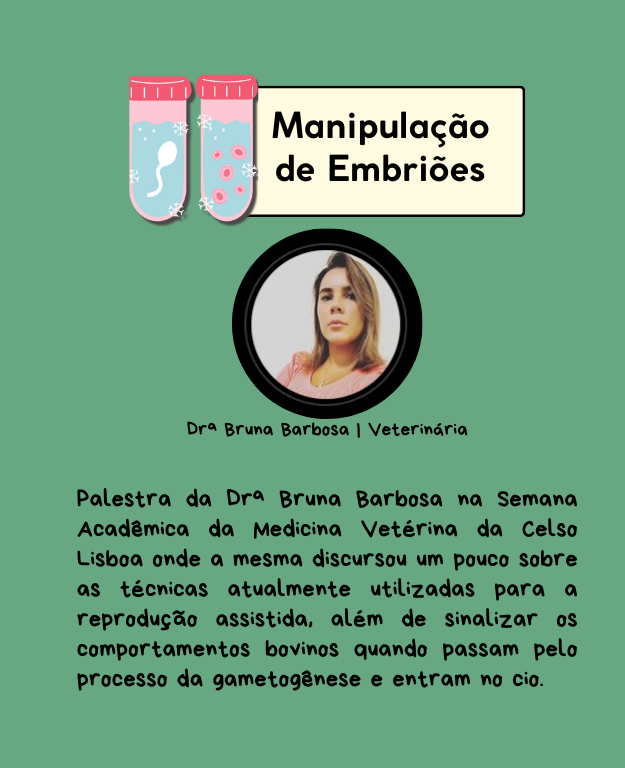 Manipulação
de Embriões
Drª Bruna Barbosa | Veterinária
Palestra da Drª Bruna Barbosa na Semana
Acadêmica da Medicina Vetérina da Celso
Lisboa onde a mesma discursou um pouco sobre
as técnicas atualmente utilizadas para a
reprodução assistida, além de sinalizar os
comportamentos bovinos quando passam pelo
processo da gametogênese e entram no cio.